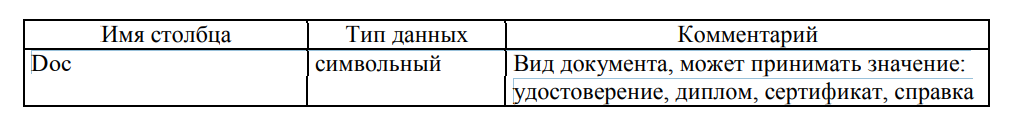 Имя столбца Тип данных Комментарий
Doc символьный Вид документа, может принимать значение:
удостоверение, диплом, сертификат, справка